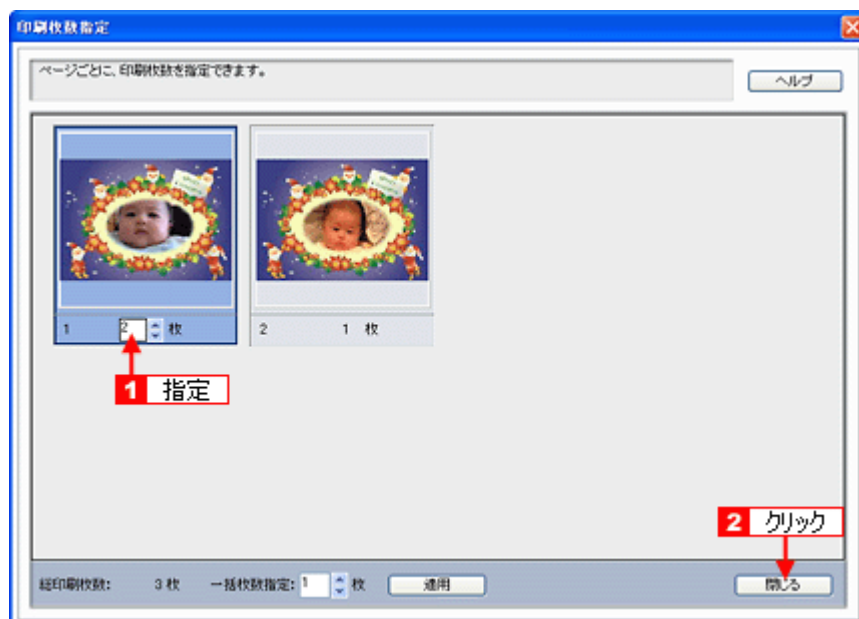 印刷枚数指定
ページごとに、印刷枚数を指定できます。
ヘルプ
1 2 枚
2 1 枚
1 指定
2 クリック
総印刷枚数: 3 枚 一括枚数指定: 1 枚 適用 閉じる